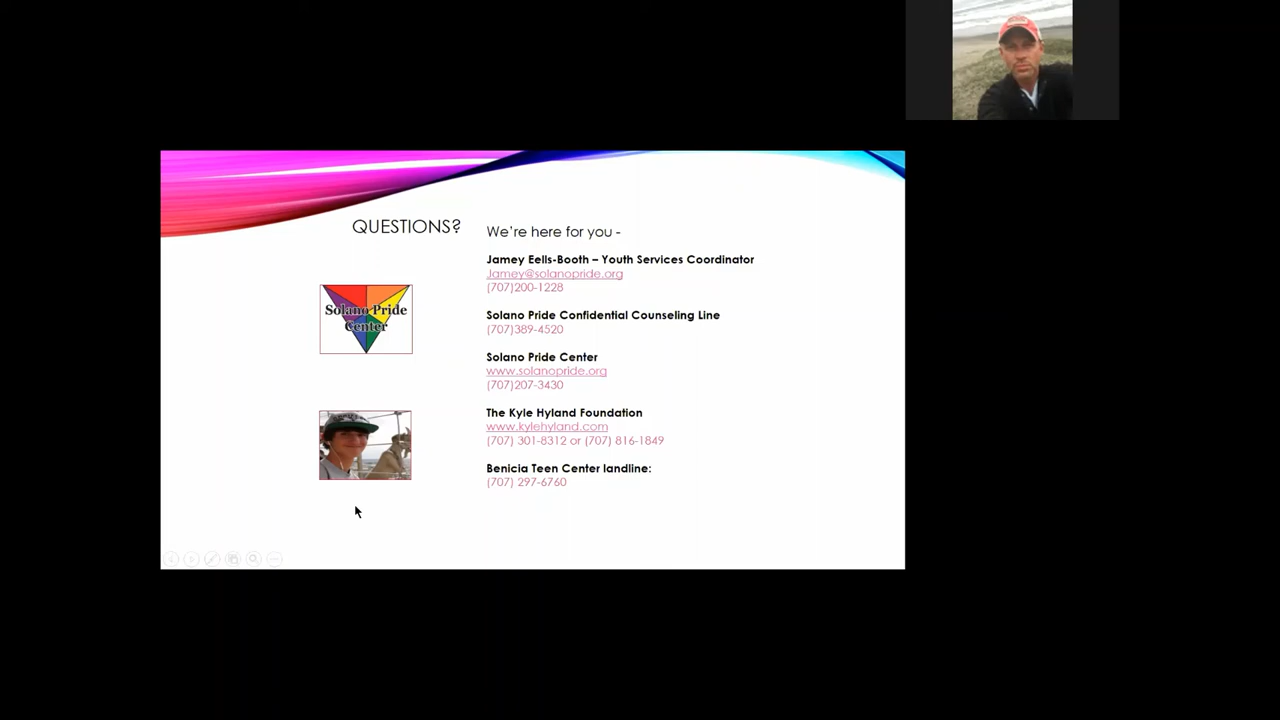 QUESTIONS?
We're here for you -
Jamey Eells-Booth – Youth Services Coordinator
Jamey@solanopride.org
(707)200-1228
Solano Pride Confidential Counseling Line
(707)389-4520
Solano Pride Center
www.solanopride.org
(707)207-3430
The Kyle Hyland Foundation
www.kylehyland.com
(707) 301-8312 or (707) 816-1849
Benicia Teen Center landline:
(707) 297-6760
Solano Pride
Center